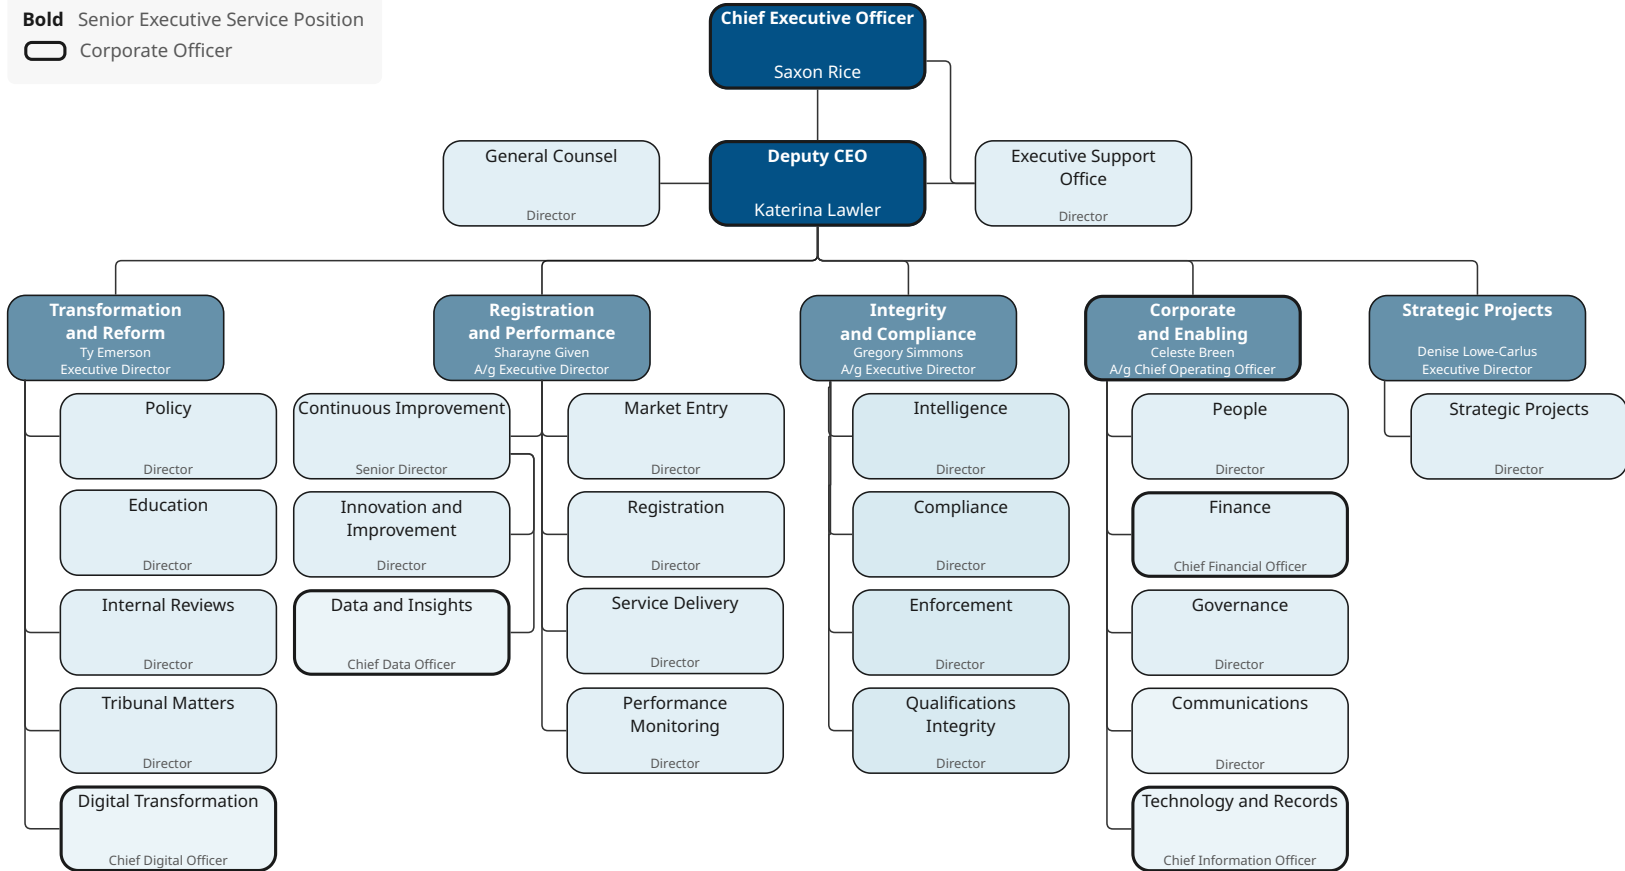 Bold Senior Executive Service Position
Corporate Officer
Chief Executive Officer
Saxon Rice
General Counsel
Director
Deputy CEO
Katerina Lawler
Executive Support
Office
Director
Transformation
and Reform
Ty Emerson
Executive Director
Registration
and Performance
Sharayne Given
A/g Executive Director
Integrity
and Compliance
Gregory Simmons
A/g Executive Director
Corporate
and Enabling
Celeste Breen
A/g Chief Operating Officer
Strategic Projects
Denise Lowe-Carlus
Executive Director
Policy
Director
Education
Director
Internal Reviews
Director
Tribunal Matters
Director
Digital Transformation
Chief Digital Officer
Continuous Improvement
Senior Director
Innovation and
Improvement
Director
Data and Insights
Chief Data Officer
Market Entry
Director
Registration
Director
Service Delivery
Director
Performance
Monitoring
Director
Intelligence
Director
Compliance
Director
Enforcement
Director
Qualifications
Integrity
Director
People
Director
Finance
Chief Financial Officer
Governance
Director
Communications
Director
Technology and Records
Chief Information Officer
Strategic Projects
Director